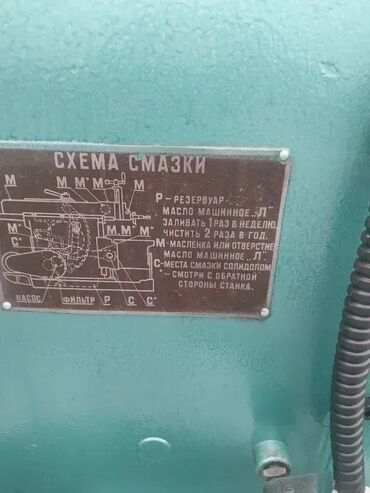 СХЕМА СМАЗКИ
М М М* М
М* М М*
С*
НАСОС ФИЛЬТР Р С С*
Р – РЕЗЕРВУАР
МАСЛО МАШИННОЕ „Л"
ЗАЛИВАТЬ 1 РАЗ В НЕДЕЛЮ,
ЧИСТИТЬ 2 РАЗА В ГОД.
М-МАСЛЕНКА ИЛИ ОТВЕРСТИЕ
МАСЛО МАШИННОЕ „Л".
С-МЕСТА СМАЗКИ СОЛИДОЛОМ
* - СМОТРИ С ОБРАТНОЙ
СТОРОНЫ СТАНКА.